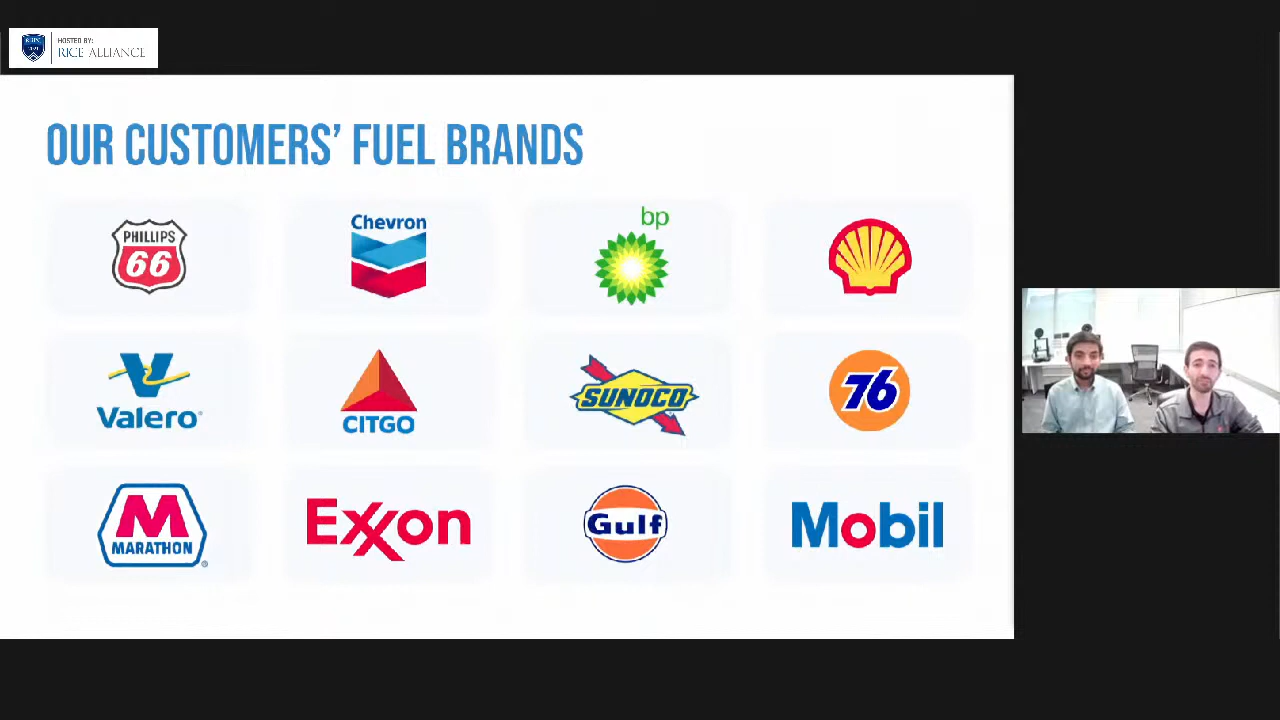 HOSTED BY:
RICE ALLIANCE
OUR CUSTOMERS' FUEL BRANDS
PHILLIPS
66
Chevron
bp
Valero®
CITGO
SUNOCO
76
M
MARATHON®
Exxon
Gulf
Mobil